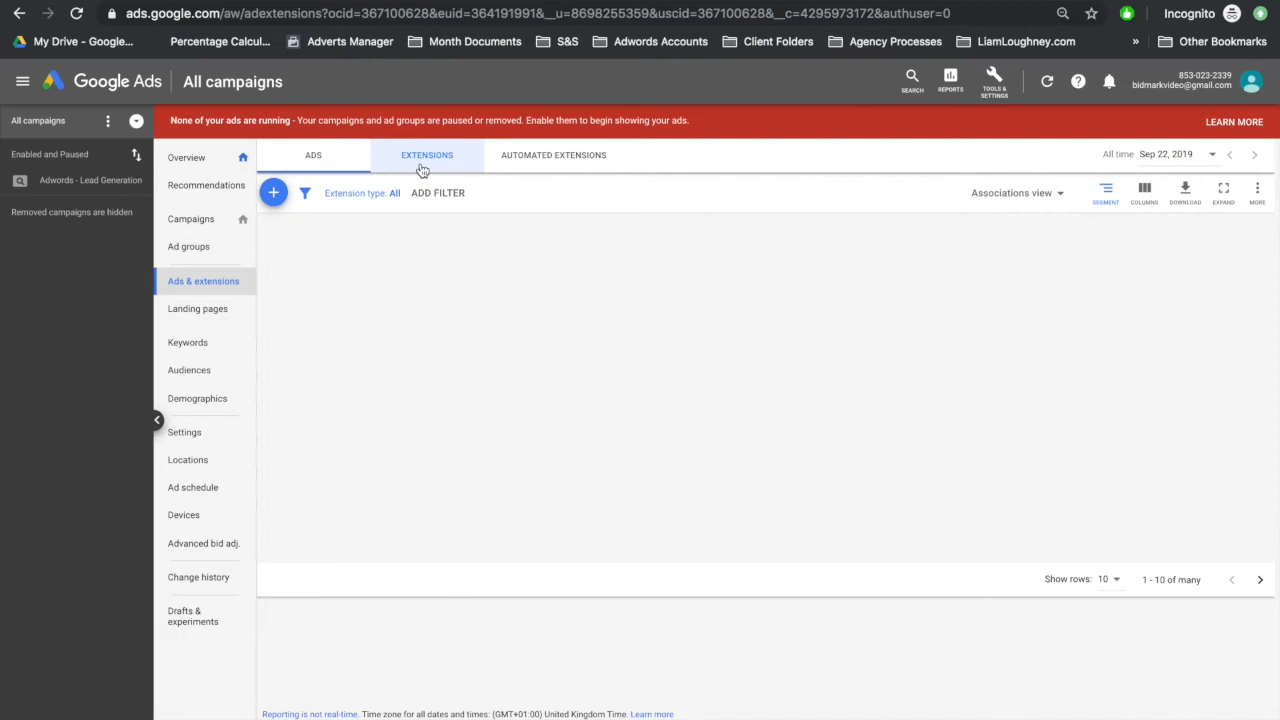 ads.google.com/aw/adextensions?ocid=367100628&euid=364191991&__u=8698255359&uscid=367100628&__c=4295973172&authuser=0
Incognito
My Drive - Google...
Percentage Calcul...
Adverts Manager
Month Documents
S&S
Adwords Accounts
Client Folders
Agency Processes
LiamLoughney.com
»
Other Bookmarks
Google Ads
All campaigns
SEARCH
REPORTS
TOOLS & SETTINGS
853-023-2339
bidmarkvideo@gmail.com
All campaigns
None of your ads are running - Your campaigns and ad groups are paused or removed. Enable them to begin showing your ads.
LEARN MORE
Enabled and Paused
Adwords - Lead Generation
Removed campaigns are hidden
Overview
Recommendations
Campaigns
Ad groups
Ads & extensions
Landing pages
Keywords
Audiences
Demographics
Settings
Locations
Ad schedule
Devices
Advanced bid adj.
Change history
Drafts &
experiments
ADS
EXTENSIONS
AUTOMATED EXTENSIONS
All time Sep 22, 2019
Extension type: All
ADD FILTER
Associations view
SEGMENT
COLUMNS
DOWNLOAD
EXPAND
MORE
Show rows: 10
1 - 10 of many
Reporting is not real-time. Time zone for all dates and times: (GMT+01:00) United Kingdom Time. Learn more